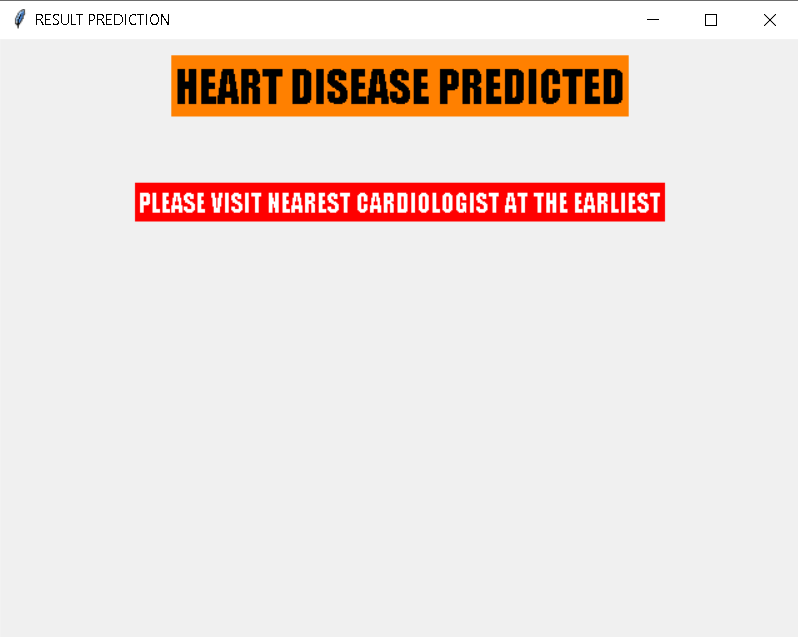 RESULT PREDICTION
HEART DISEASE PREDICTED
PLEASE VISIT NEAREST CARDIOLOGIST AT THE EARLIEST